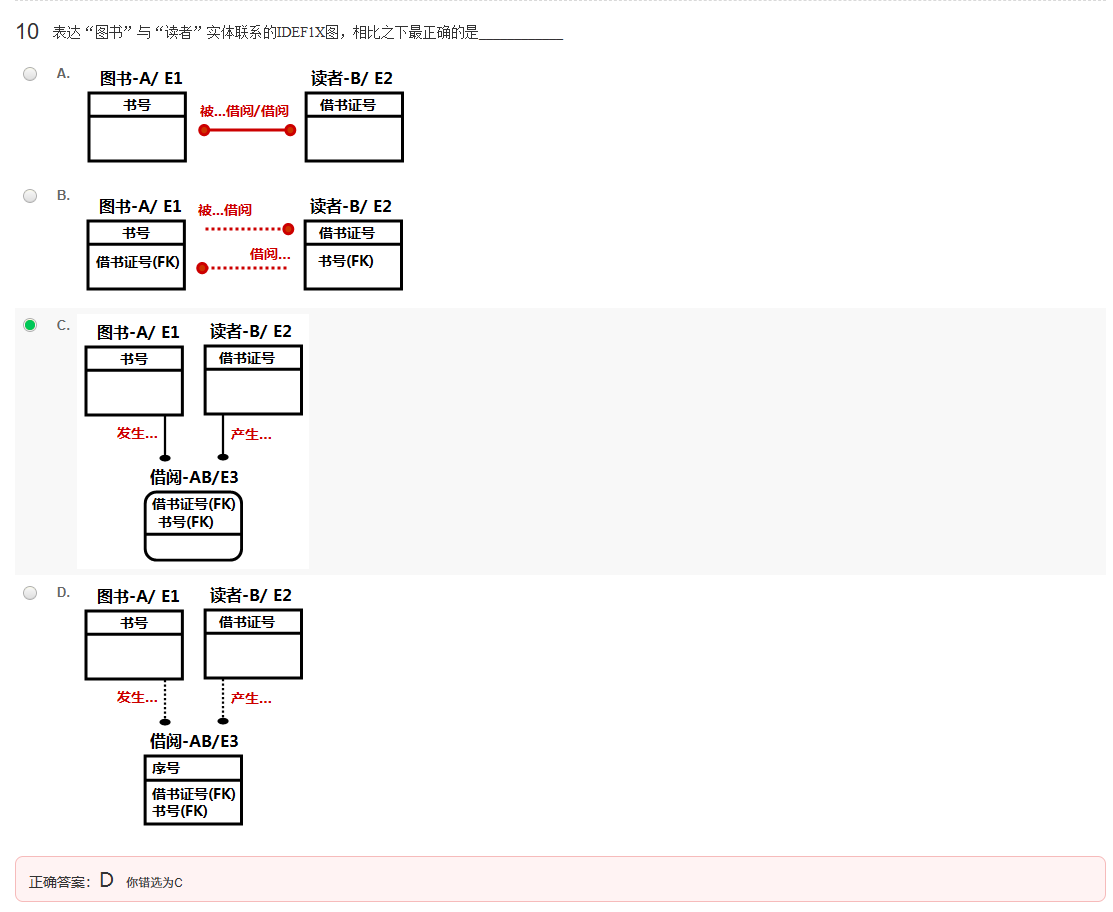 10 表达“图书”与“读者”实体联系的IDEF1X图，相比之下最正确的是____________
A.
图书-A/ E1
读者-B/ E2
书号
被...借阅/借阅
借书证号
B.
图书-A/ E1
被...借阅
读者-B/ E2
书号
借书证号
借书证号(FK)
借阅...
书号(FK)
C.
图书-A/ E1
读者-B/ E2
书号
借书证号
发生...
产生...
借阅-AB/E3
借书证号(FK)
书号(FK)
D.
图书-A/ E1
读者-B/ E2
书号
借书证号
发生...
产生...
借阅-AB/E3
序号
借书证号(FK)
书号(FK)
正确答案： D 你错选为C